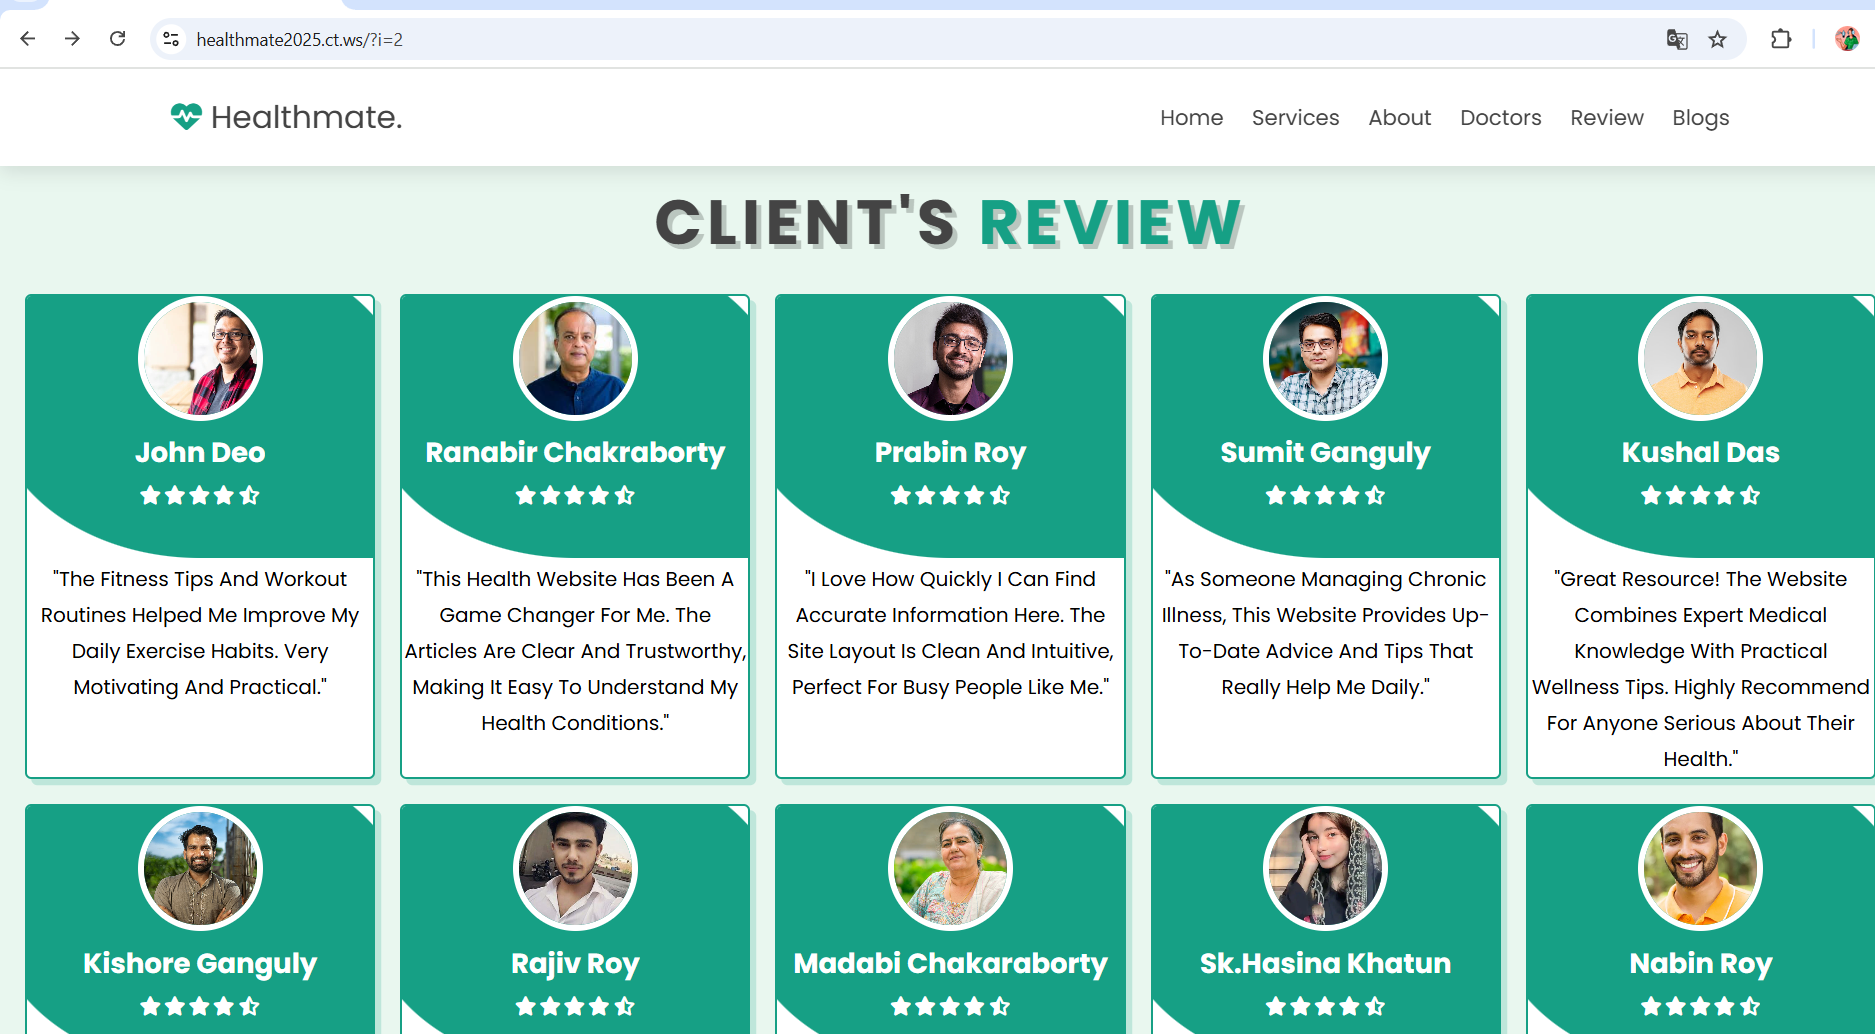 healthmate2025.ct.ws/?i=2
Healthmate.
Home Services About Doctors Review Blogs
CLIENT'S REVIEW
John Deo
"The Fitness Tips And Workout
Routines Helped Me Improve My
Daily Exercise Habits. Very
Motivating And Practical."
Ranabir Chakraborty
"This Health Website Has Been A
Game Changer For Me. The
Articles Are Clear And Trustworthy,
Making It Easy To Understand My
Health Conditions."
Prabin Roy
"I Love How Quickly I Can Find
Accurate Information Here. The
Site Layout Is Clean And Intuitive,
Perfect For Busy People Like Me."
Sumit Ganguly
"As Someone Managing Chronic
Illness, This Website Provides Up-
To-Date Advice And Tips That
Really Help Me Daily."
Kushal Das
"Great Resource! The Website
Combines Expert Medical
Knowledge With Practical
Wellness Tips. Highly Recommend
For Anyone Serious About Their
Health."
Kishore Ganguly
Rajiv Roy
Madabi Chakaraborty
Sk.Hasina Khatun
Nabin Roy